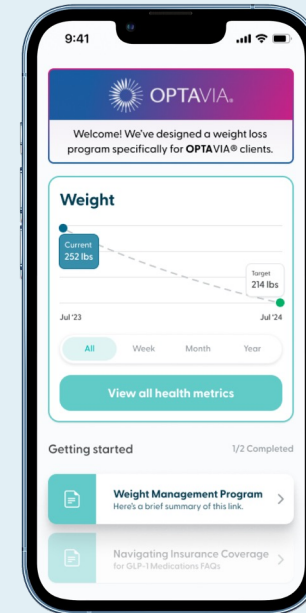 9:41
OPTAVIA®
Welcome! We've designed a weight loss
program specifically for OPTAVIA® clients.
Weight
Current
252 lbs
Target
214 lbs
Jul '23
Jul '24
All Week Month Year
View all health metrics
Getting started
1/2 Completed
Weight Management Program
Here's a brief summary of this link.
Navigating Insurance Coverage
for GLP-1 Medications FAQs